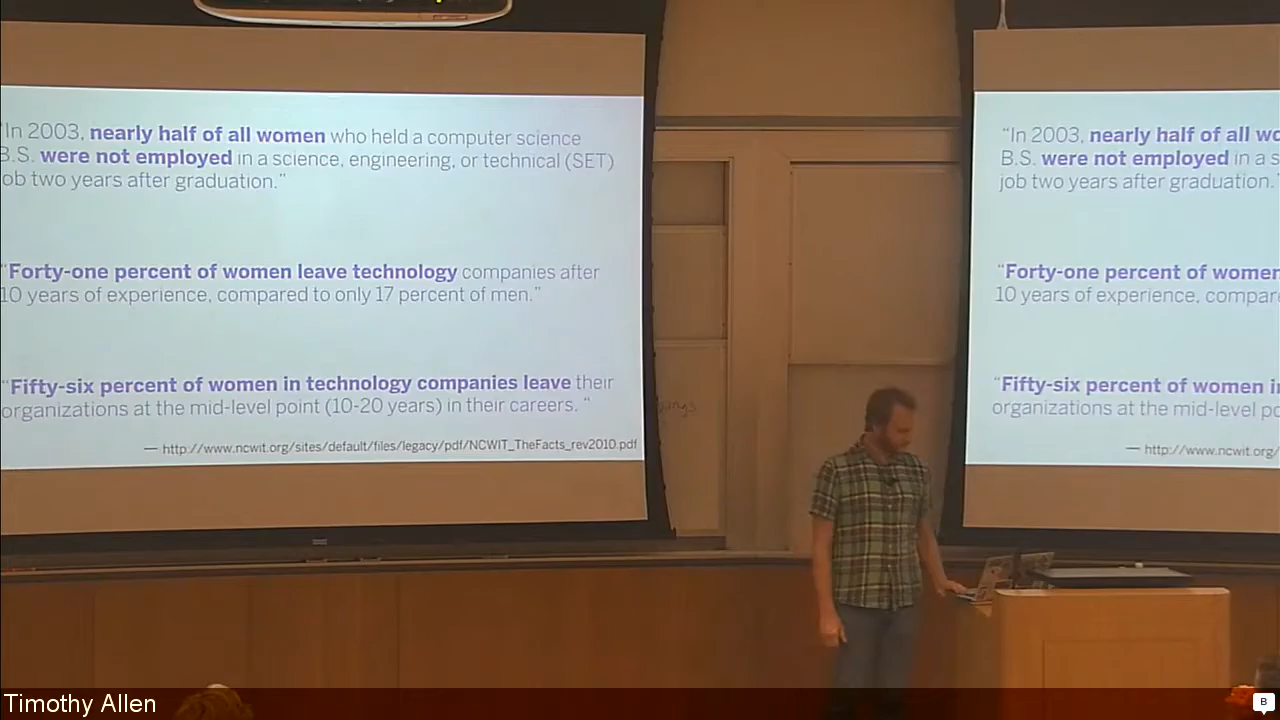 "In 2003, nearly half of all women who held a computer science
B.S. were not employed in a science, engineering, or technical (SET)
ob two years after graduation."
"Forty-one percent of women leave technology companies after
10 years of experience, compared to only 17 percent of men."
"Fifty-six percent of women in technology companies leave their
organizations at the mid-level point (10-20 years) in their careers. "
— http://www.ncwit.org/sites/default/files/legacy/pdf/NCWIT_TheFacts_rev2010.pdf
"In 2003, nearly half of all wo
B.S. were not employed in a s
job two years after graduation."
"Forty-one percent of women
10 years of experience, compar
"Fifty-six percent of women in
organizations at the mid-level po
— http://www.ncwit.org/
Timothy Allen
B